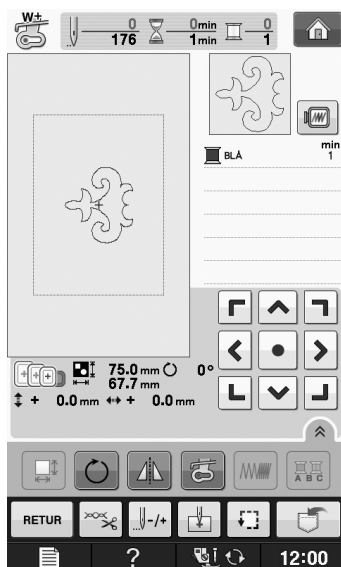 W+ 0 0min 0
176 1min 1
min
BLÅ 1
75.0 mm 0°
67.7 mm
+ 0.0 mm + 0.0 mm
A B C
RETUR -/+
? 12:00